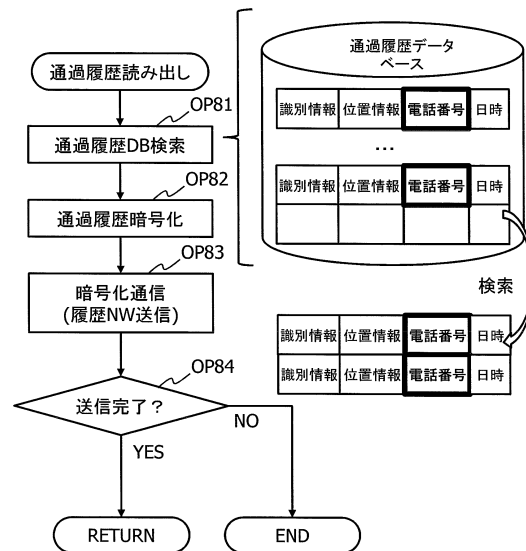 通過履歴読み出し
OP81
通過履歴DB検索
OP82
通過履歴暗号化
OP83
暗号化通信
(履歴NW送信)
OP84
送信完了？
NO
YES
RETURN
END
通過履歴データ
ベース
識別情報 位置情報 電話番号 日時
…
識別情報 位置情報 電話番号 日時
検索
識別情報 位置情報 電話番号 日時
識別情報 位置情報 電話番号 日時